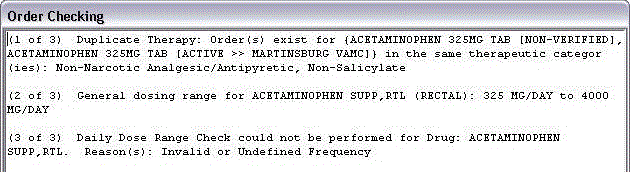 Order Checking
(1 of 3)  Duplicate Therapy: Order(s) exist for {ACETAMINOPHEN 325MG TAB [NON-VERIFIED],
ACETAMINOPHEN 325MG TAB [ACTIVE >> MARTINSBURG VAMC]} in the same therapeutic categor
(ies): Non-Narcotic Analgesic/Antipyretic, Non-Salicylate
(2 of 3)  General dosing range for ACETAMINOPHEN SUPP,RTL (RECTAL): 325 MG/DAY to 4000
MG/DAY
(3 of 3)  Daily Dose Range Check could not be performed for Drug: ACETAMINOPHEN
SUPP,RTL.  Reason(s): Invalid or Undefined Frequency